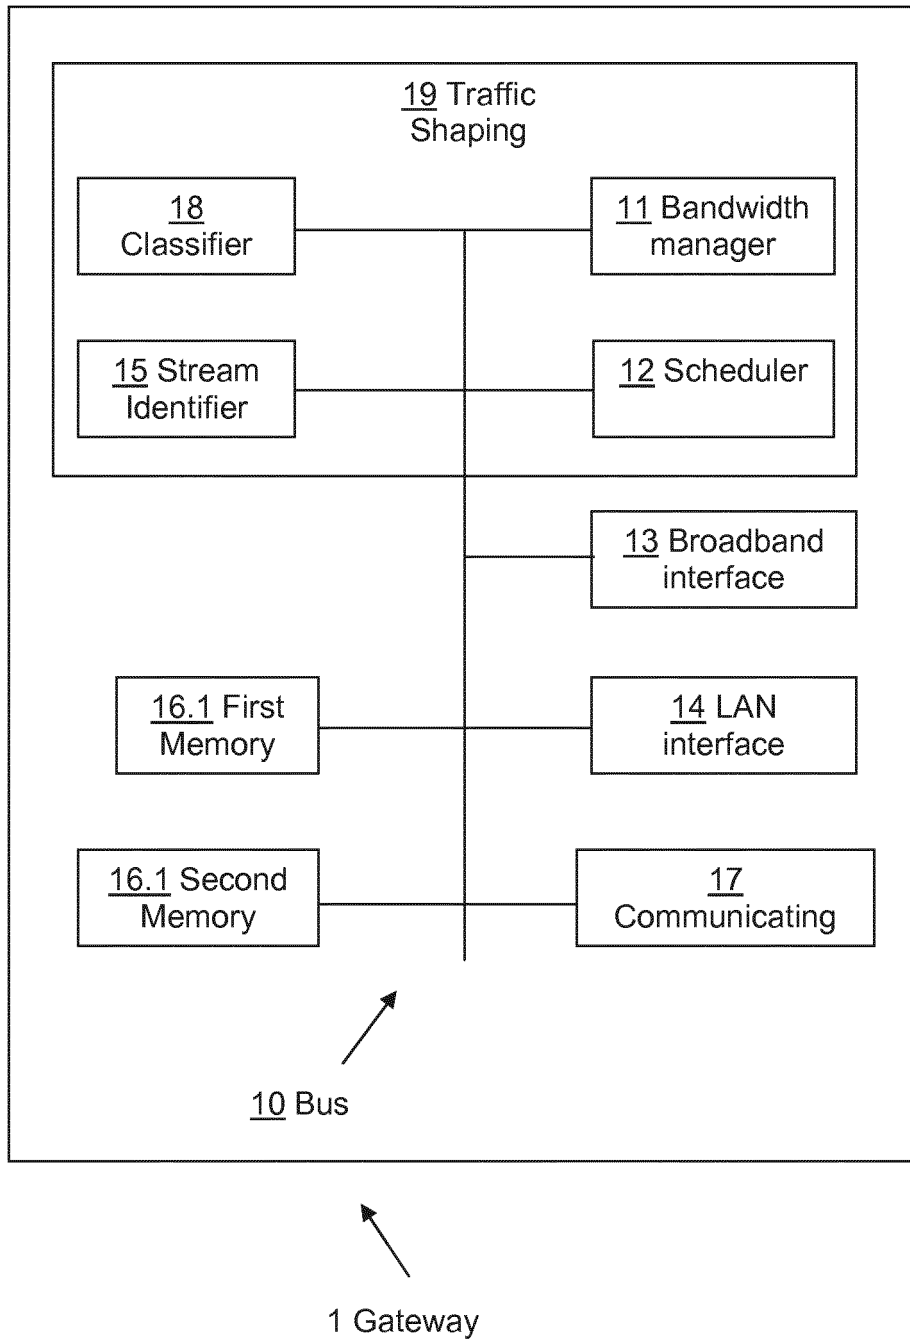 19 Traffic
Shaping
18
Classifier
11 Bandwidth
manager
15 Stream
Identifier
12 Scheduler
13 Broadband
interface
16.1 First
Memory
14 LAN
interface
16.1 Second
Memory
17
Communicating
10 Bus
1 Gateway